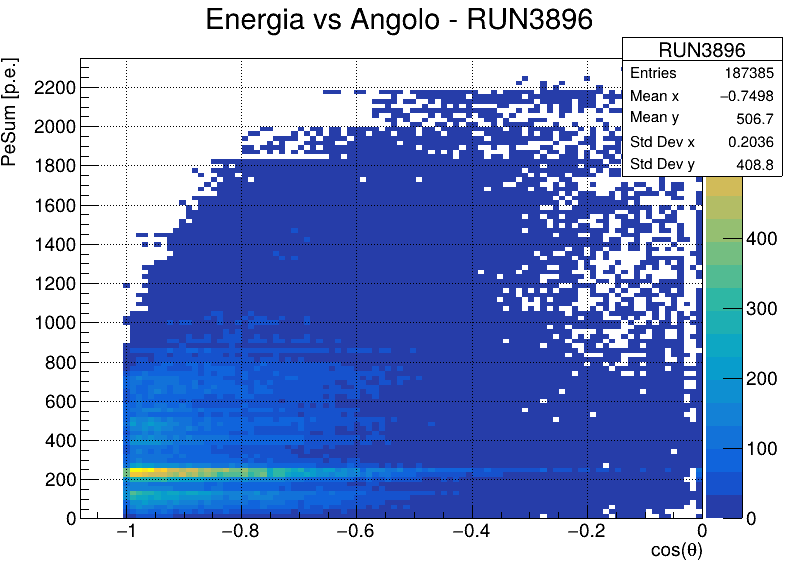 Energia vs Angolo - RUN3896
PeSum [p.e.]
RUN3896
Entries 187385
Mean x −0.7498
Mean y 506.7
Std Dev x 0.2036
Std Dev y 408.8
2200
2000
1800
1600
1400
1200
1000
800
600
400
200
0
400
300
200
100
0
−1 −0.8 −0.6 −0.4 −0.2 0
cos(θ)